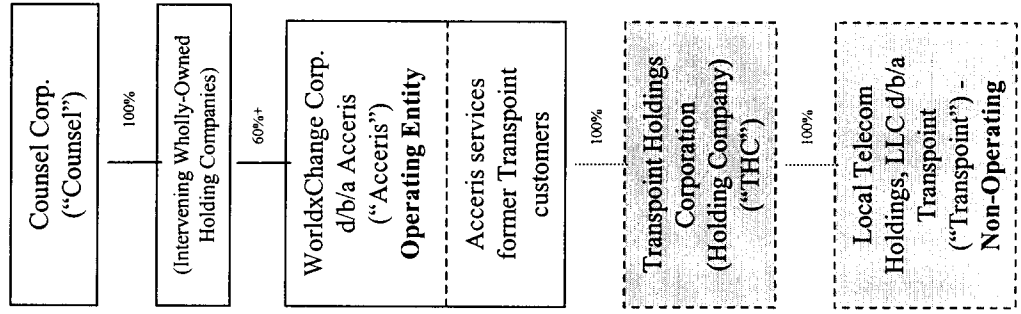 Counsel Corp.
(“Counsel”)
100%
(Intervening Wholly-Owned
Holding Companies)
60%+
WorldxChange Corp.
d/b/a Acceris
(“Acceris”)
Operating Entity
Acceris services
former Transpoint
customers
100%
Transpoint Holdings
Corporation
(Holding Company)
(“THC”)
100%
Local Telecom
Holdings, LLC d/b/a
Transpoint
(“Transpoint”) -
Non-Operating